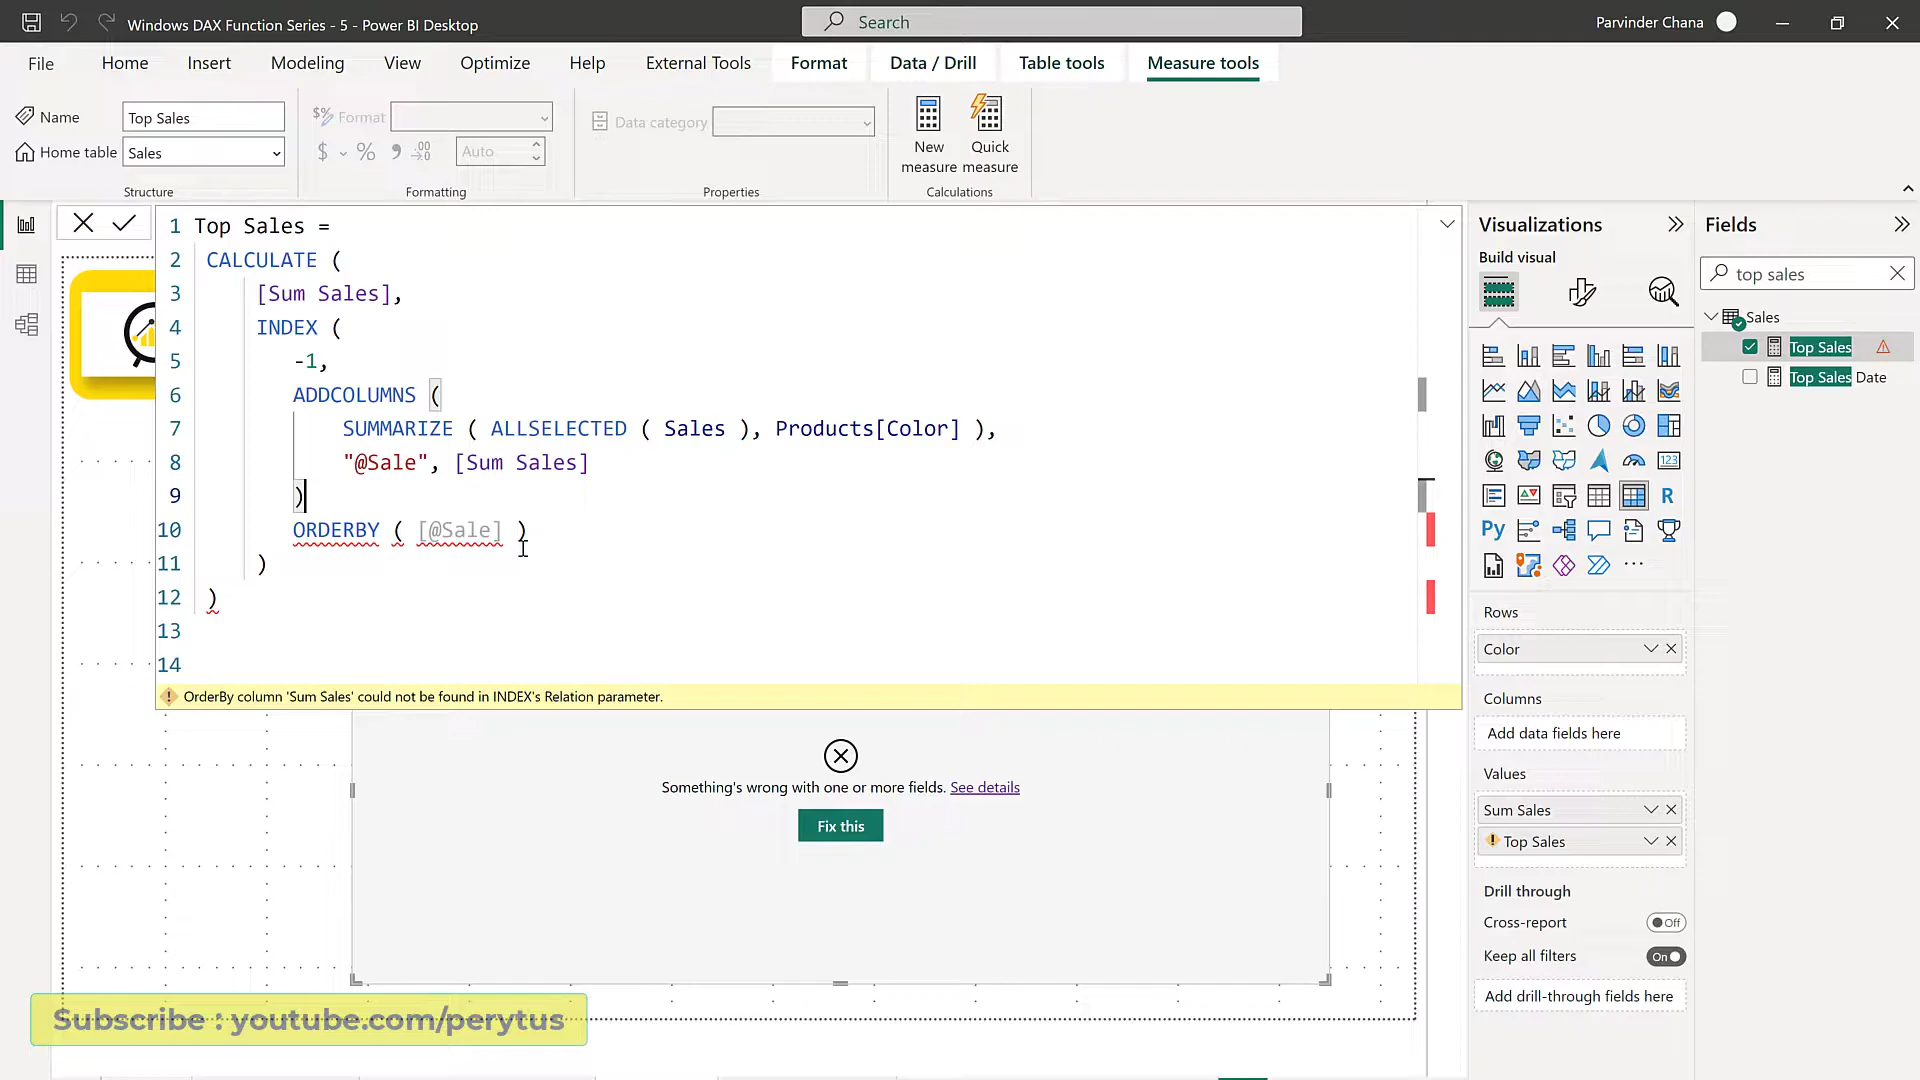 Windows DAX Function Series - 5 - Power BI Desktop
Search
Parvinder Chana
File
Home
Insert
Modeling
View
Optimize
Help
External Tools
Format
Data / Drill
Table tools
Measure tools
Name
Top Sales
Home table
Sales
Structure
Format
$
%
Auto
Formatting
Data category
Properties
New
measure
Quick
measure
Calculations
1 Top Sales =
2 CALCULATE (
3 [Sum Sales],
4 INDEX (
5 -1,
6 ADDCOLUMNS (
7 SUMMARIZE ( ALLSELECTED ( Sales ), Products[Color] ),
8 "@Sale", [Sum Sales]
9 )
10 ORDERBY ( [@Sale] )
11 )
12 )
13
14
OrderBy column 'Sum Sales' could not be found in INDEX's Relation parameter.
Something's wrong with one or more fields. See details
Fix this
Subscribe : youtube.com/perytus
Visualizations
Build visual
123
R
Py
Rows
Color
Columns
Add data fields here
Values
Sum Sales
Top Sales
Drill through
Cross-report
Off
Keep all filters
On
Add drill-through fields here
Fields
top sales
Sales
Top Sales
Top Sales Date